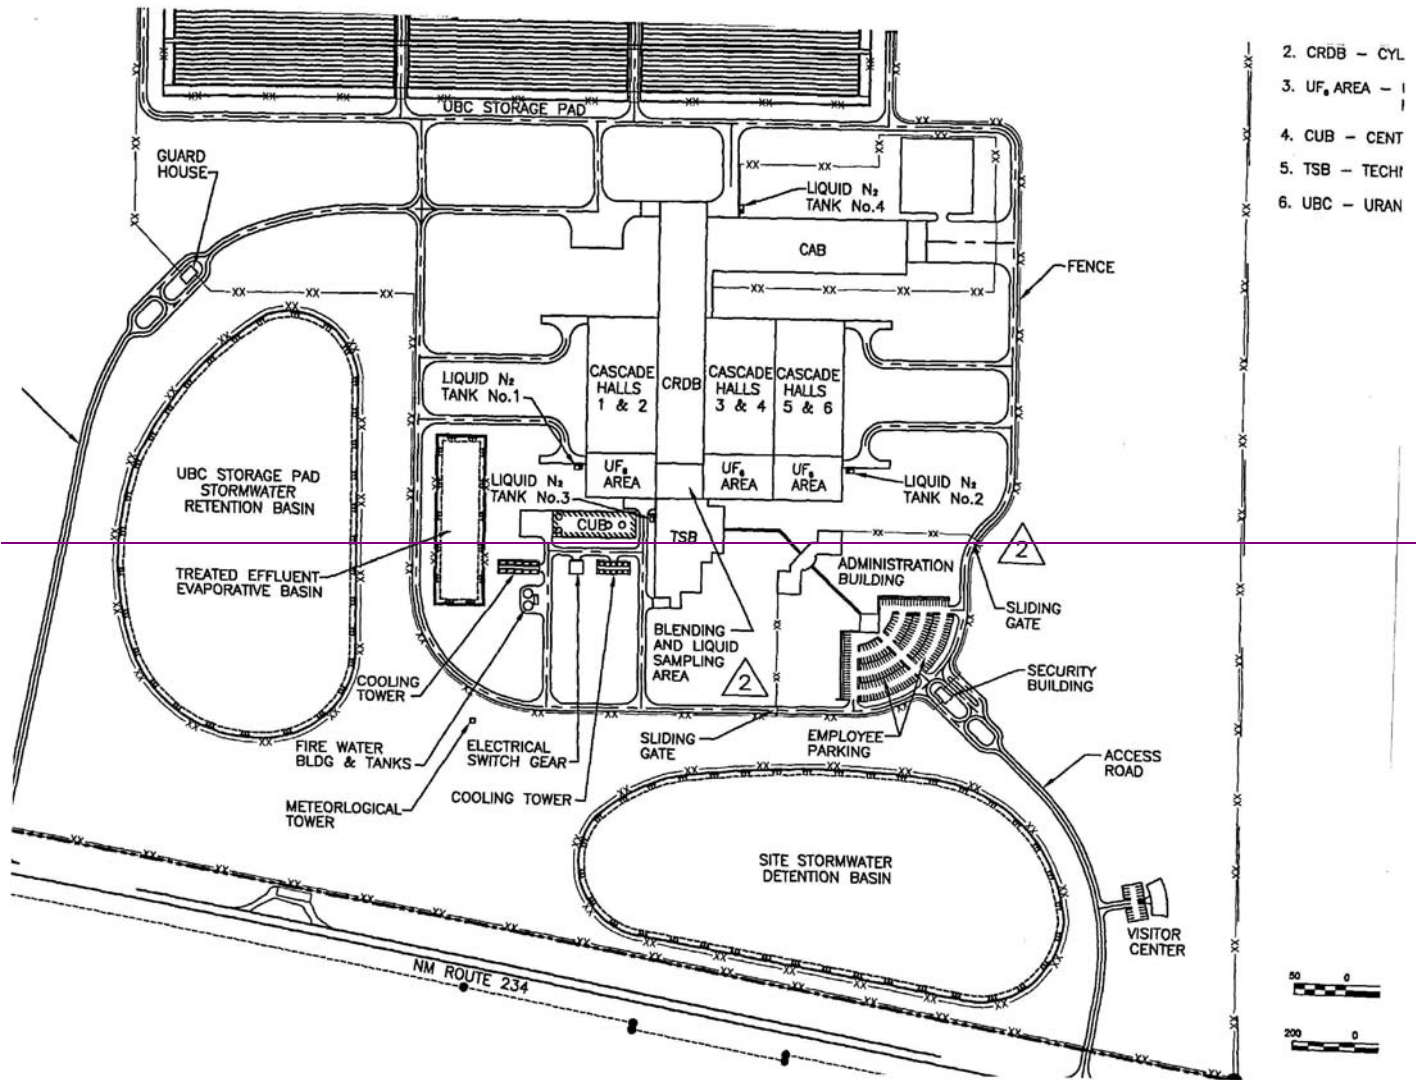 2. CRDB – CYL
3. UF₆ AREA –
4. CUB – CENT
5. TSB – TECH
6. UBC – URAN
UBC STORAGE PAD
GUARD
HOUSE
LIQUID N₂
TANK No.4
CAB
FENCE
LIQUID N₂
TANK No.1
CASCADE
HALLS
1 & 2
CRDB
CASCADE
HALLS
3 & 4
CASCADE
HALLS
5 & 6
UF₆
AREA
UF₆
AREA
UF₆
AREA
LIQUID N₂
TANK No.3
LIQUID N₂
TANK No.2
UBC STORAGE PAD
STORMWATER
RETENTION BASIN
CUB
TSB
2
TREATED EFFLUENT
EVAPORATIVE BASIN
ADMINISTRATION
BUILDING
SLIDING
GATE
BLENDING
AND LIQUID
SAMPLING
AREA
2
COOLING
TOWER
SECURITY
BUILDING
FIRE WATER
BLDG & TANKS
ELECTRICAL
SWITCH GEAR
SLIDING
GATE
EMPLOYEE
PARKING
ACCESS
ROAD
METEORLOGICAL
TOWER
COOLING TOWER
SITE STORMWATER
DETENTION BASIN
VISITOR
CENTER
NM ROUTE 234
50 0
200 0